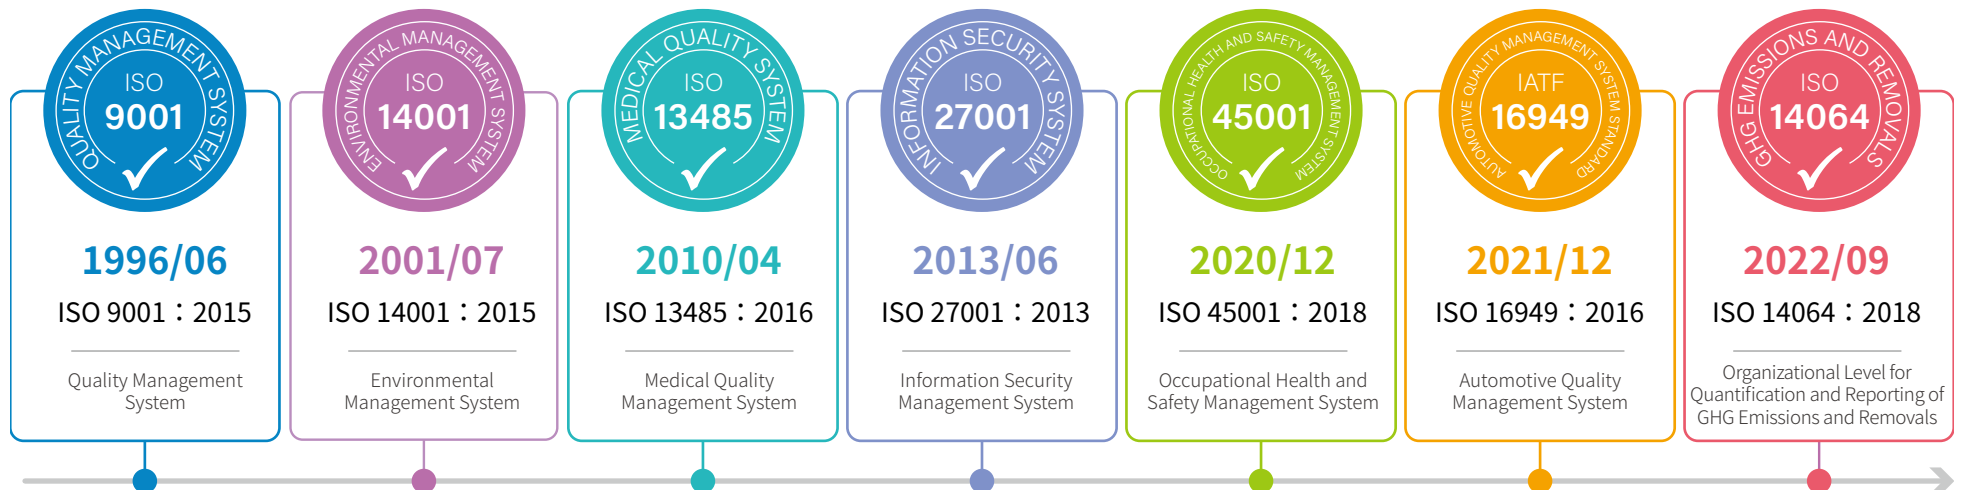 QUALITY MANAGEMENT SYSTEM
ISO
9001
1996/06
ISO 9001：2015
Quality Management
System
ENVIRONMENTAL MANAGEMENT SYSTEM
ISO
14001
2001/07
ISO 14001：2015
Environmental
Management System
MEDICAL QUALITY SYSTEM
ISO
13485
2010/04
ISO 13485：2016
Medical Quality
Management System
INFORMATION SECURITY SYSTEM
ISO
27001
2013/06
ISO 27001：2013
Information Security
Management System
OCCUPATIONAL HEALTH AND SAFETY MANAGEMENT SYSTEM
ISO
45001
2020/12
ISO 45001：2018
Occupational Health and
Safety Management System
AUTOMOTIVE QUALITY MANAGEMENT SYSTEM STANDARD
IATF
16949
2021/12
ISO 16949：2016
Automotive Quality
Management System
GHG EMISSIONS AND REMOVALS
ISO
14064
2022/09
ISO 14064：2018
Organizational Level for
Quantification and Reporting of
GHG Emissions and Removals